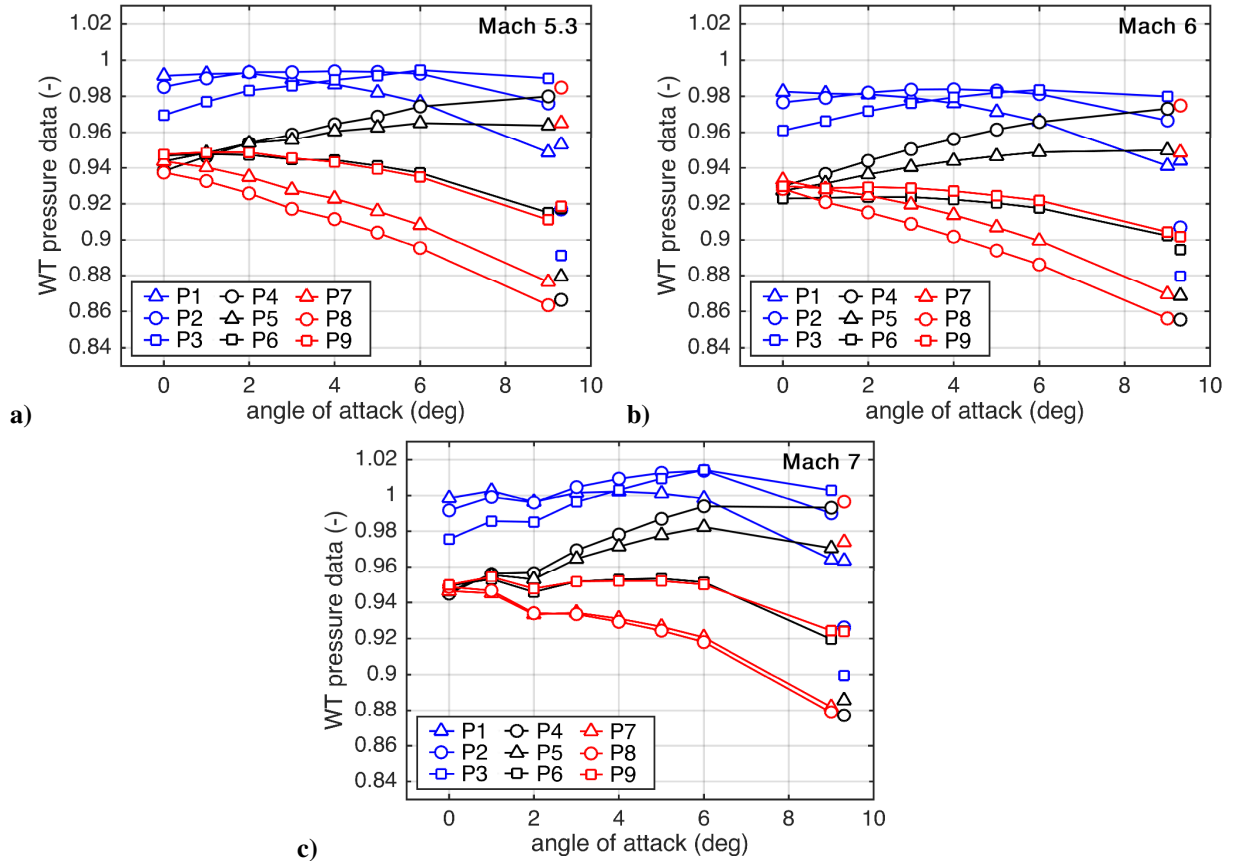 1.02
1
0.98
0.96
0.94
0.92
0.9
0.88
0.86
0.84
WT pressure data (-)
Mach 5.3
P1 P4 P7
P2 P5 P8
P3 P6 P9
0 2 4 6 8 10
angle of attack (deg)
a)
1.02
1
0.98
0.96
0.94
0.92
0.9
0.88
0.86
0.84
WT pressure data (-)
Mach 6
P1 P4 P7
P2 P5 P8
P3 P6 P9
0 2 4 6 8 10
angle of attack (deg)
b)
1.02
1
0.98
0.96
0.94
0.92
0.9
0.88
0.86
0.84
WT pressure data (-)
Mach 7
P1 P4 P7
P2 P5 P8
P3 P6 P9
0 2 4 6 8 10
angle of attack (deg)
c)